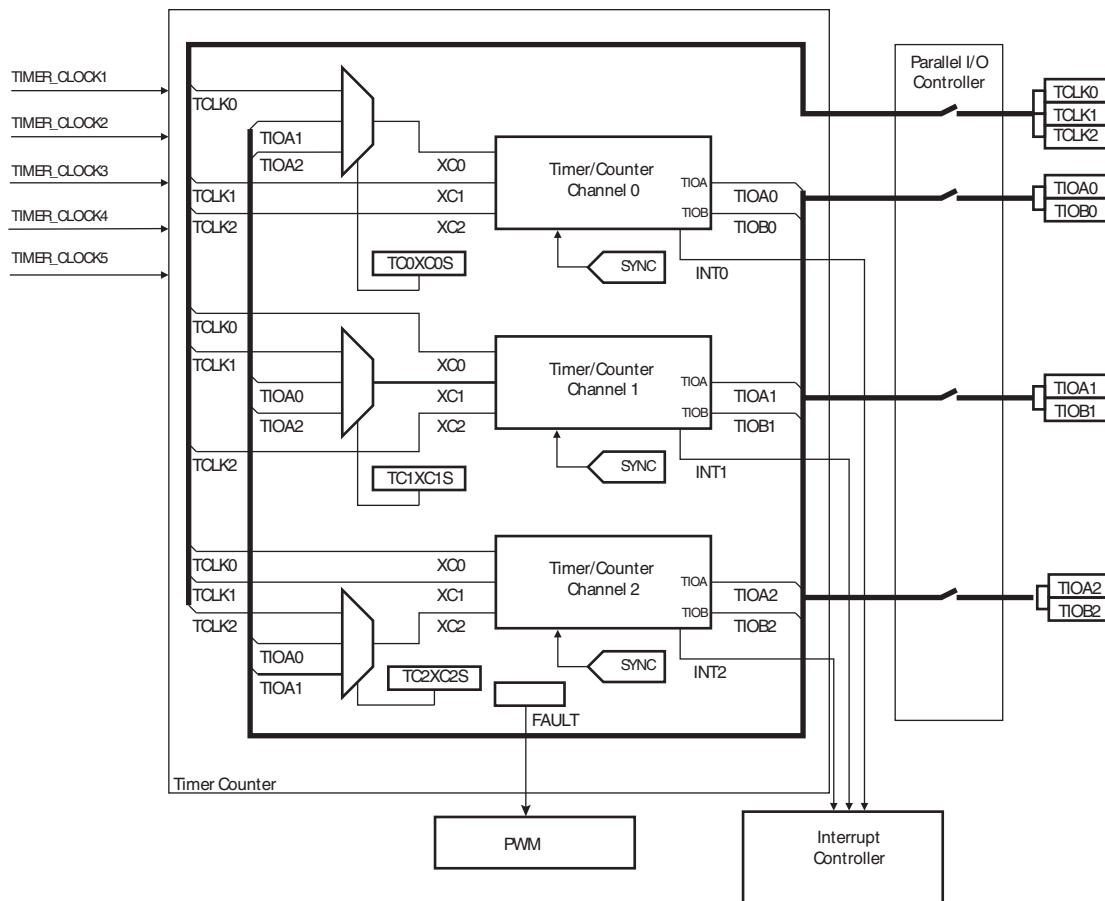 TIMER_CLOCK1
TIMER_CLOCK2
TIMER_CLOCK3
TIMER_CLOCK4
TIMER_CLOCK5
TCLK0
TIOA1
TIOA2
TCLK1
TCLK2
XC0
XC1
XC2
Timer/Counter
Channel 0
TIOA
TIOB
TIOA0
TIOB0
TC0XC0S
SYNC
INT0
TCLK0
TCLK1
TIOA0
TIOA2
TCLK2
XC0
XC1
XC2
Timer/Counter
Channel 1
TIOA
TIOB
TIOA1
TIOB1
TC1XC1S
SYNC
INT1
TCLK0
TCLK1
TCLK2
TIOA0
TIOA1
XC0
XC1
XC2
Timer/Counter
Channel 2
TIOA
TIOB
TIOA2
TIOB2
TC2XC2S
SYNC
INT2
FAULT
Timer Counter
PWM
Parallel I/O
Controller
TCLK0
TCLK1
TCLK2
TIOA0
TIOB0
TIOA1
TIOB1
TIOA2
TIOB2
Interrupt
Controller